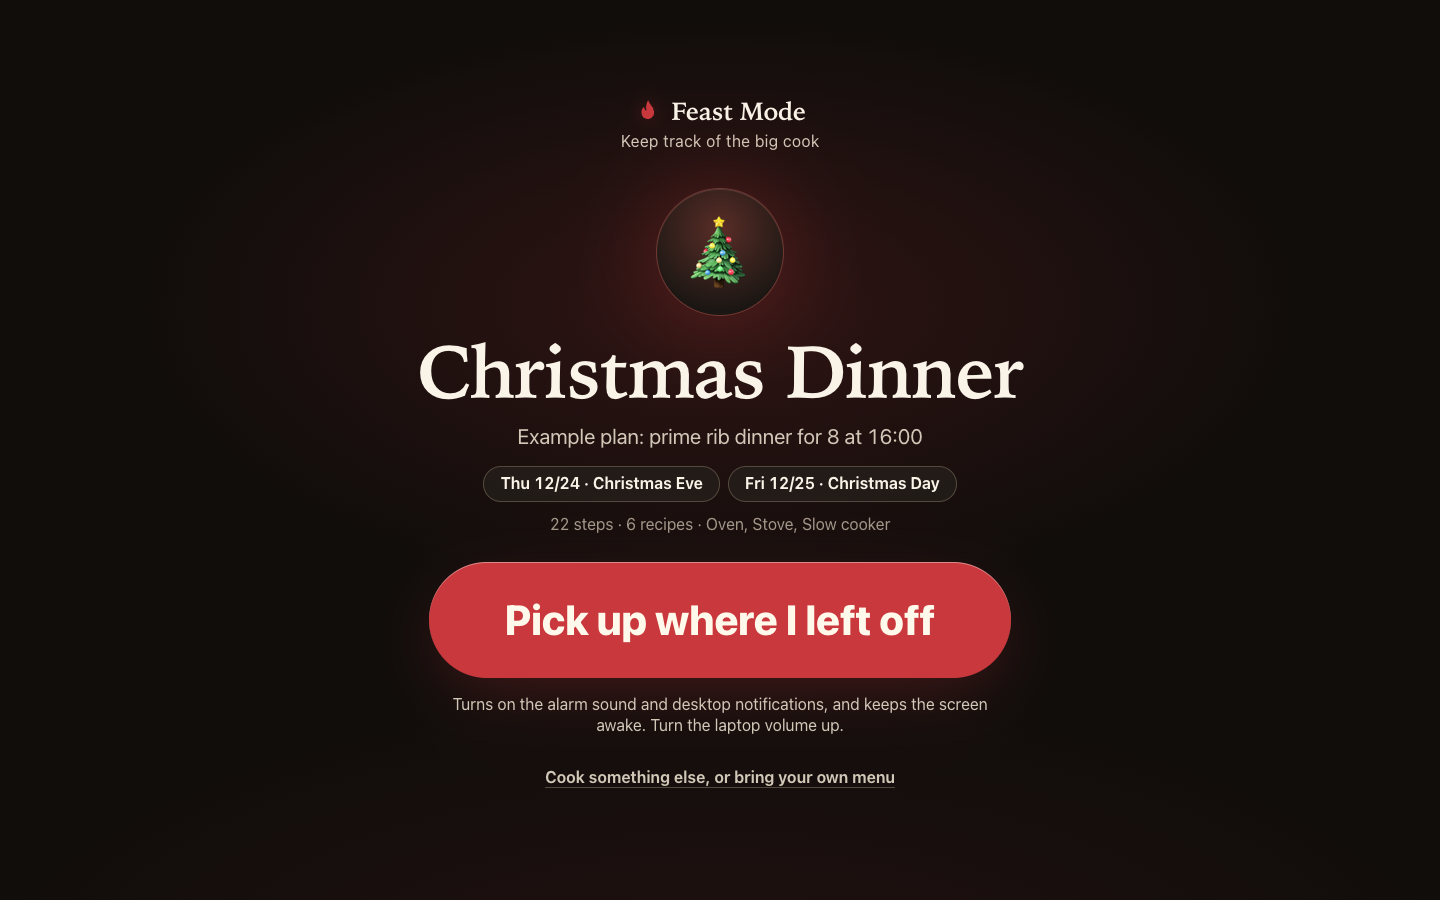 Feast Mode
Keep track of the big cook
Christmas Dinner
Example plan: prime rib dinner for 8 at 16:00
Thu 12/24 · Christmas Eve
Fri 12/25 · Christmas Day
22 steps · 6 recipes · Oven, Stove, Slow cooker
Pick up where I left off
Turns on the alarm sound and desktop notifications, and keeps the screen
awake. Turn the laptop volume up.
Cook something else, or bring your own menu